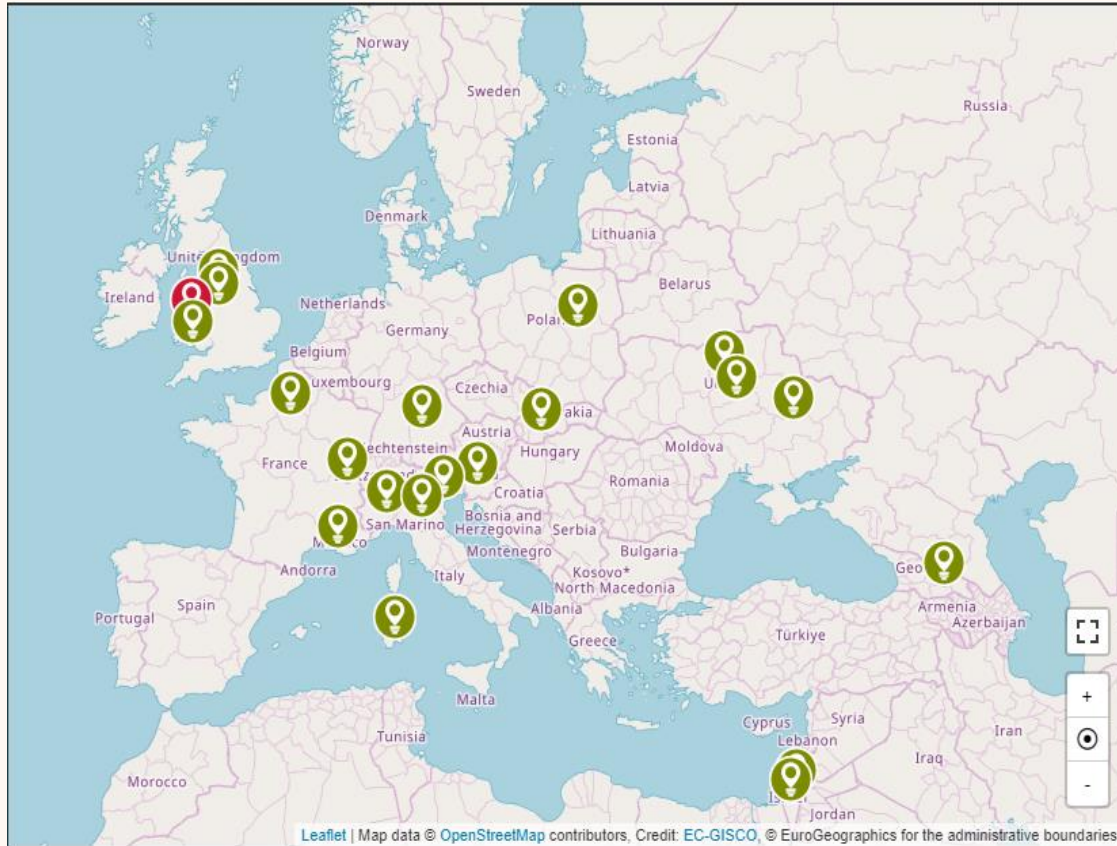 Norway
Sweden
Russia
Estonia
Latvia
Denmark
Lithuania
United Kingdom
Belarus
Ireland
Netherlands
Germany
Belgium
Luxembourg
Czechia
Austria
Liechtenstein
Moldova
Hungary
France
Romania
Croatia
San Marino
Bosnia and
Herzegovina
Serbia
Montenegro
Bulgaria
Andorra
Kosovo*
Italy
North Macedonia
Armenia
Azerbaijan
Spain
Portugal
Albania
Türkiye
Greece
Malta
+
Cyprus
Syria
Iran
Tunisia
Lebanon
Iraq
Morocco
-
Jordan
Leaflet | Map data © OpenStreetMap contributors, Credit: EC-GISCO, © EuroGeographics for the administrative boundaries